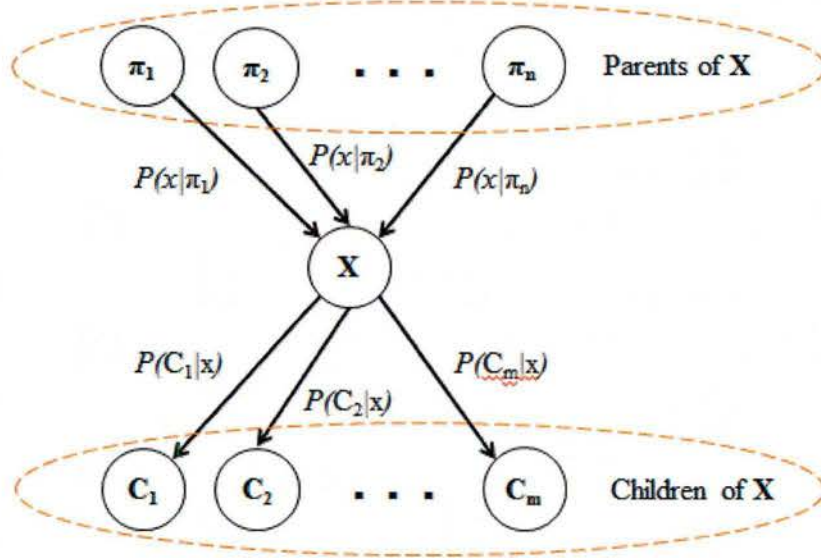 π₁ π₂ . . . πₙ Parents of X
P(x|π₁) P(x|π₂) P(x|πₙ)
X
P(C₁|x) P(C₂|x) P(Cₘ|x)
C₁ C₂ . . . Cₘ Children of X